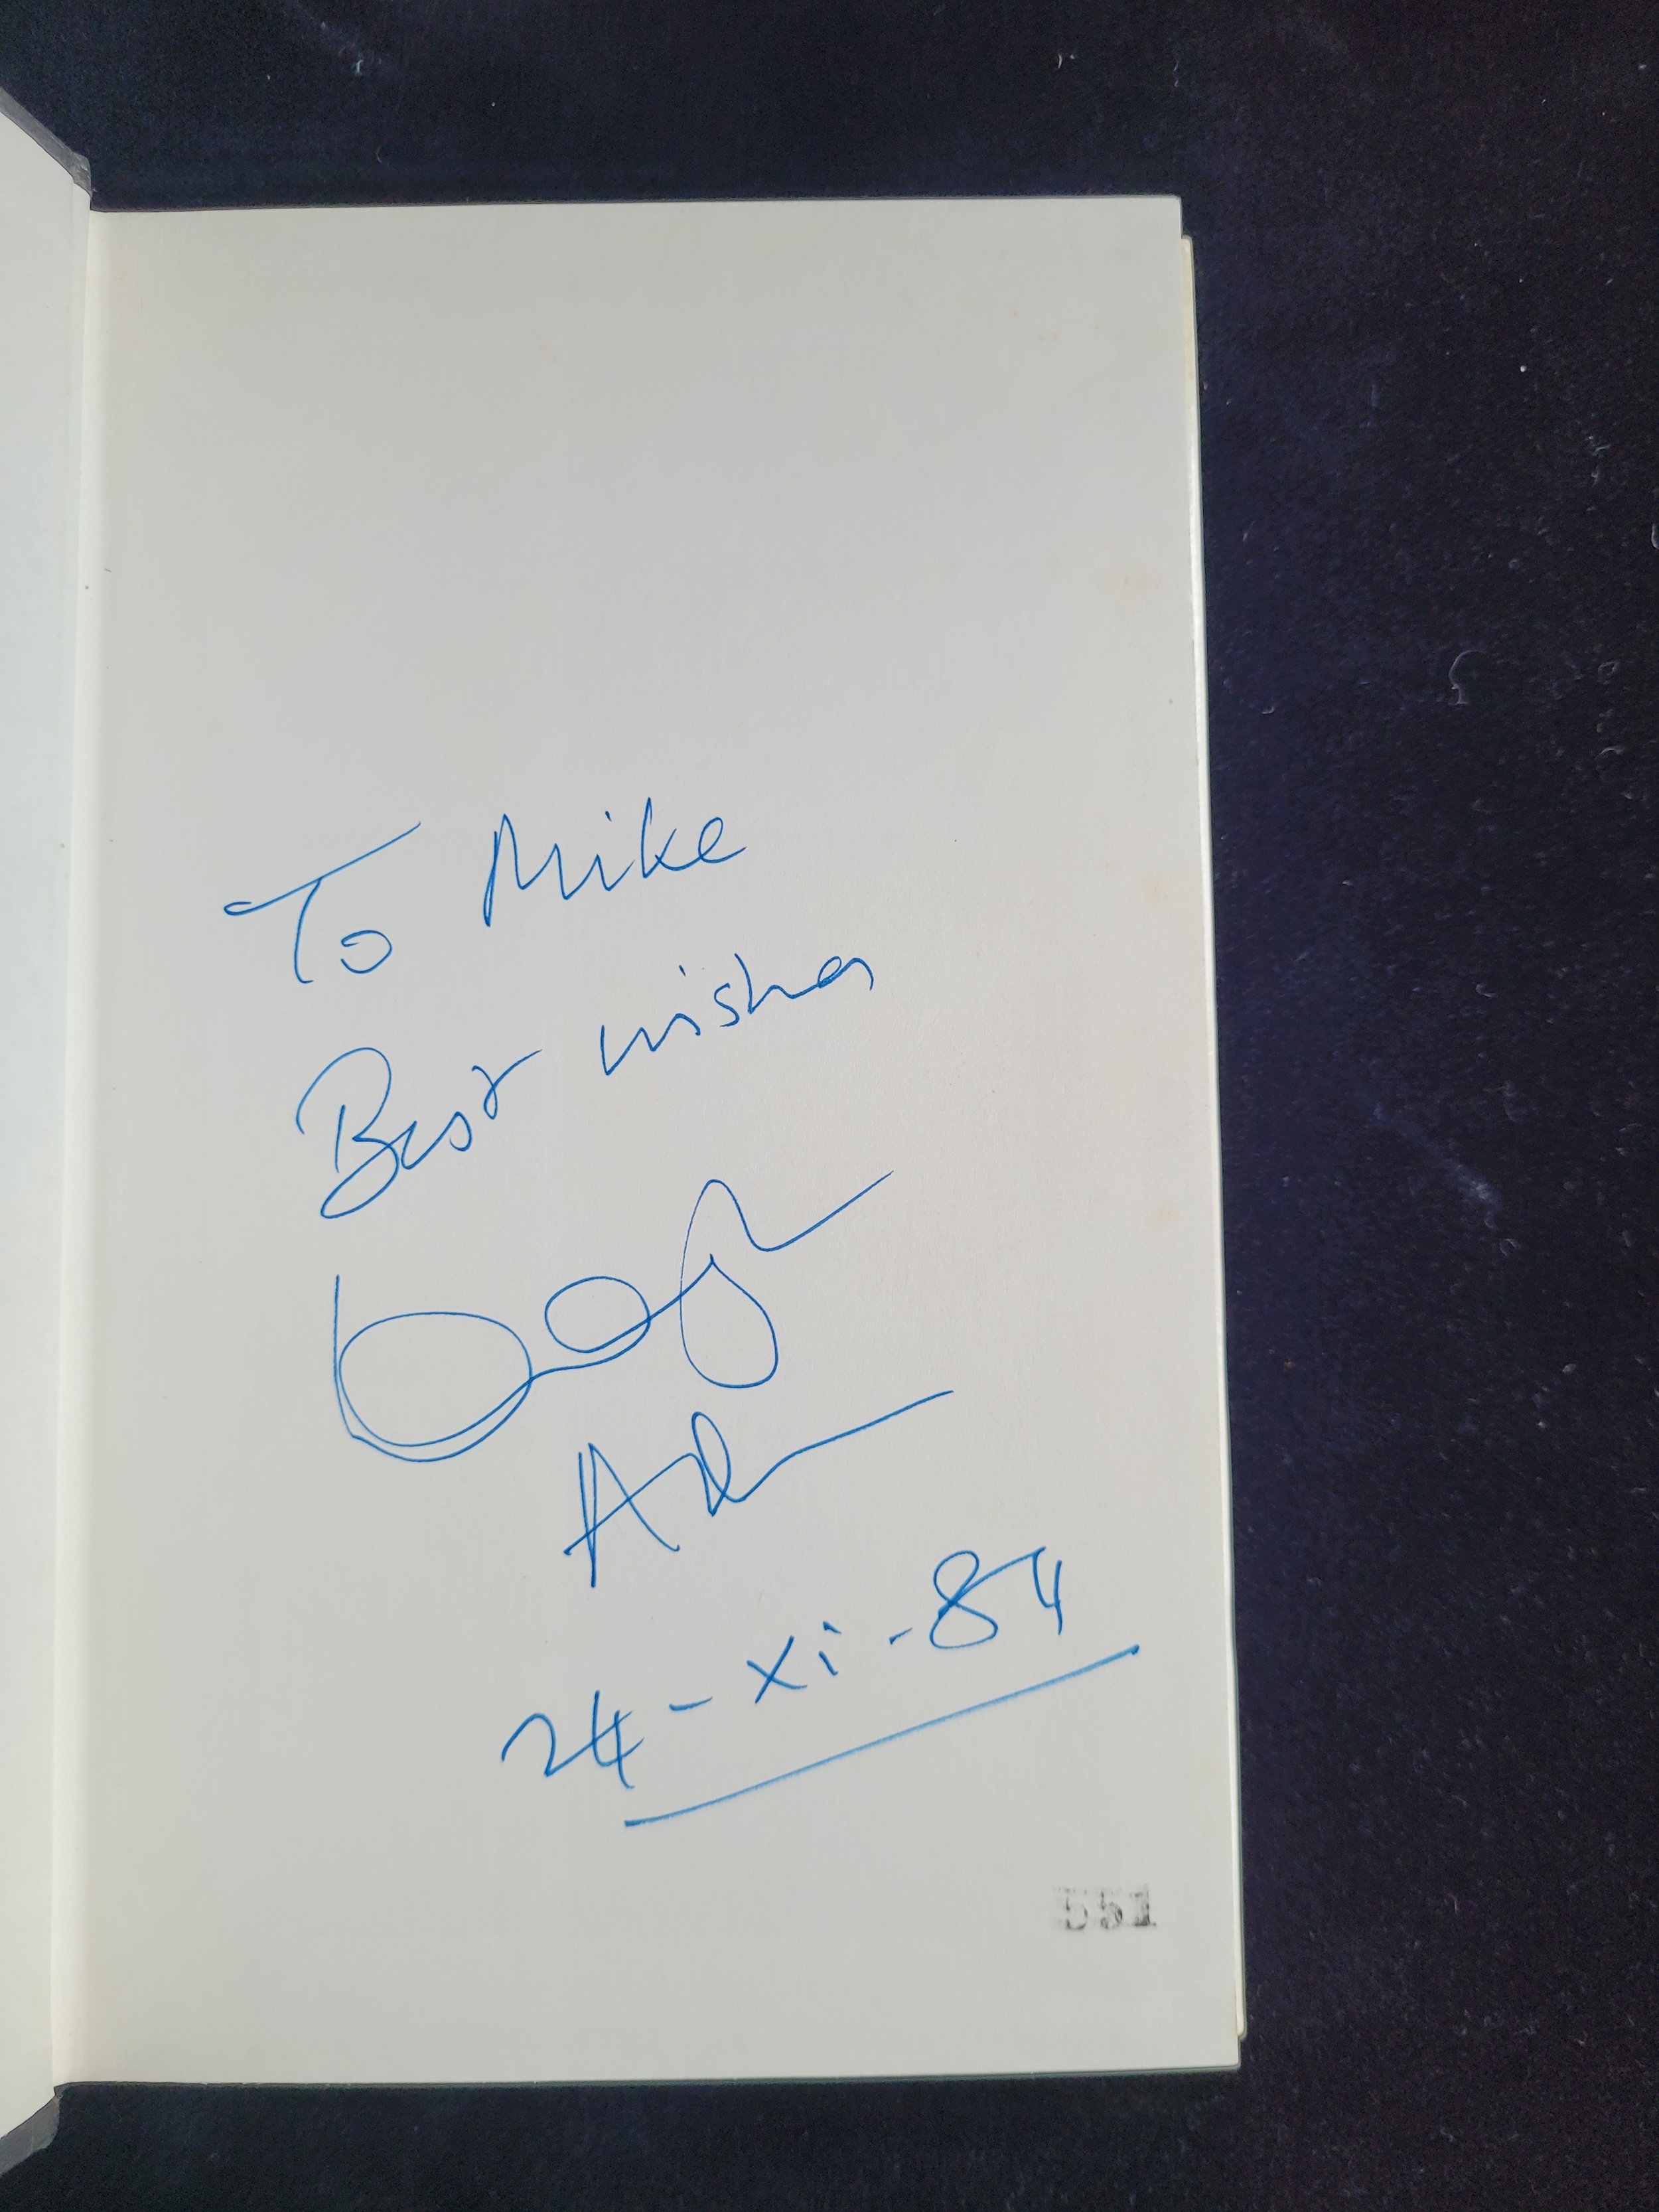 To Mike
Best wishes
24-xi-84
551